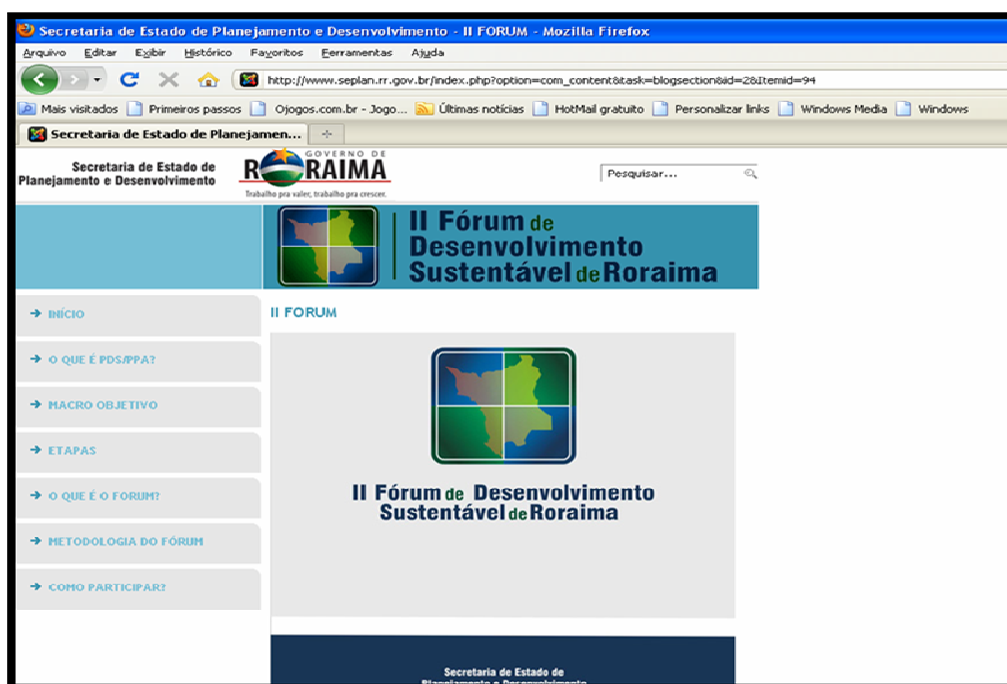 Secretaria de Estado de Planejamento e Desenvolvimento - II FORUM - Mozilla Firefox
Arquivo Editar Exibir Histórico Favoritos Ferramentas Ajuda
http://www.seplan.rr.gov.br/index.php?option=com_content&task=blogsection&id=2&Itemid=94
Mais visitados Primeiros passos Ojogos.com.br - Jogo... Últimas notícias HotMail gratuito Personalizar links Windows Media Windows
Secretaria de Estado de Planejamen...
Secretaria de Estado de
Planejamento e Desenvolvimento
GOVERNO DE
RORAIMA
Trabalho pra valer, trabalho pra crescer.
Pesquisar...
II Fórum de
Desenvolvimento
Sustentável de Roraima
INÍCIO
O QUE É PDS/PPA?
MACRO OBJETIVO
ETAPAS
O QUE É O FORUM?
METODOLOGIA DO FÓRUM
COMO PARTICIPAR?
II FORUM
II Fórum de Desenvolvimento
Sustentável de Roraima
Secretaria de Estado de
Planejamento e Desenvolvimento